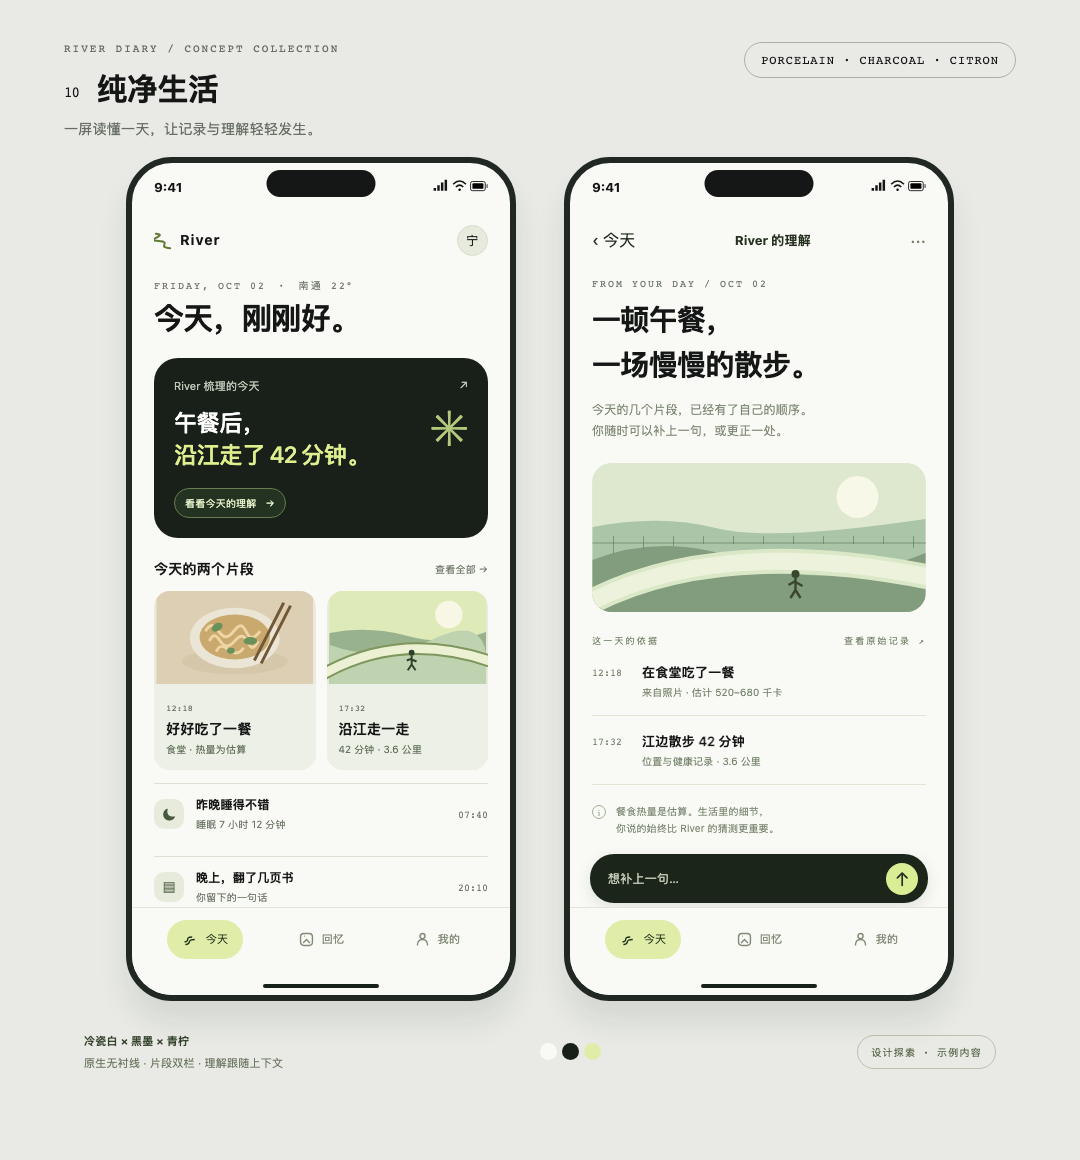 RIVER DIARY / CONCEPT COLLECTION
PORCELAIN · CHARCOAL · CITRON
10 纯净生活
一屏读懂一天，让记录与理解轻轻发生。
9:41
River
宁
FRIDAY, OCT 02 · 南通 22°
今天，刚刚好。
River 梳理的今天 ↗
午餐后，
沿江走了 42 分钟。
看看今天的理解 →
今天的两个片段
查看全部 →
12:18
好好吃了一餐
食堂 · 热量为估算
17:32
沿江走一走
42 分钟 · 3.6 公里
昨晚睡得不错
睡眠 7 小时 12 分钟
07:40
晚上，翻了几页书
你留下的一句话
20:10
今天
回忆
我的
9:41
‹ 今天
River 的理解
···
FROM YOUR DAY / OCT 02
一顿午餐，
一场慢慢的散步。
今天的几个片段，已经有了自己的顺序。
你随时可以补上一句，或更正一处。
这一天的依据
查看原始记录 ↗
12:18
在食堂吃了一餐
来自照片 · 估计 520–680 千卡
17:32
江边散步 42 分钟
位置与健康记录 · 3.6 公里
餐食热量是估算。生活里的细节，
你说的始终比 River 的猜测更重要。
想补上一句…
今天
回忆
我的
冷瓷白 × 黑墨 × 青柠
原生无衬线 · 片段双栏 · 理解跟随上下文
设计探索 · 示例内容